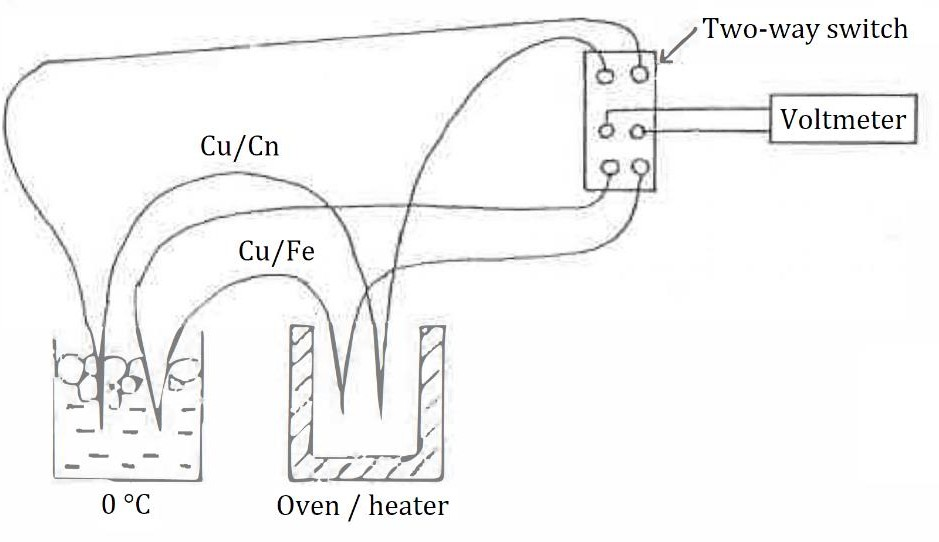 Two-way switch
Voltmeter
Cu/Cn
Cu/Fe
0 °C
Oven / heater